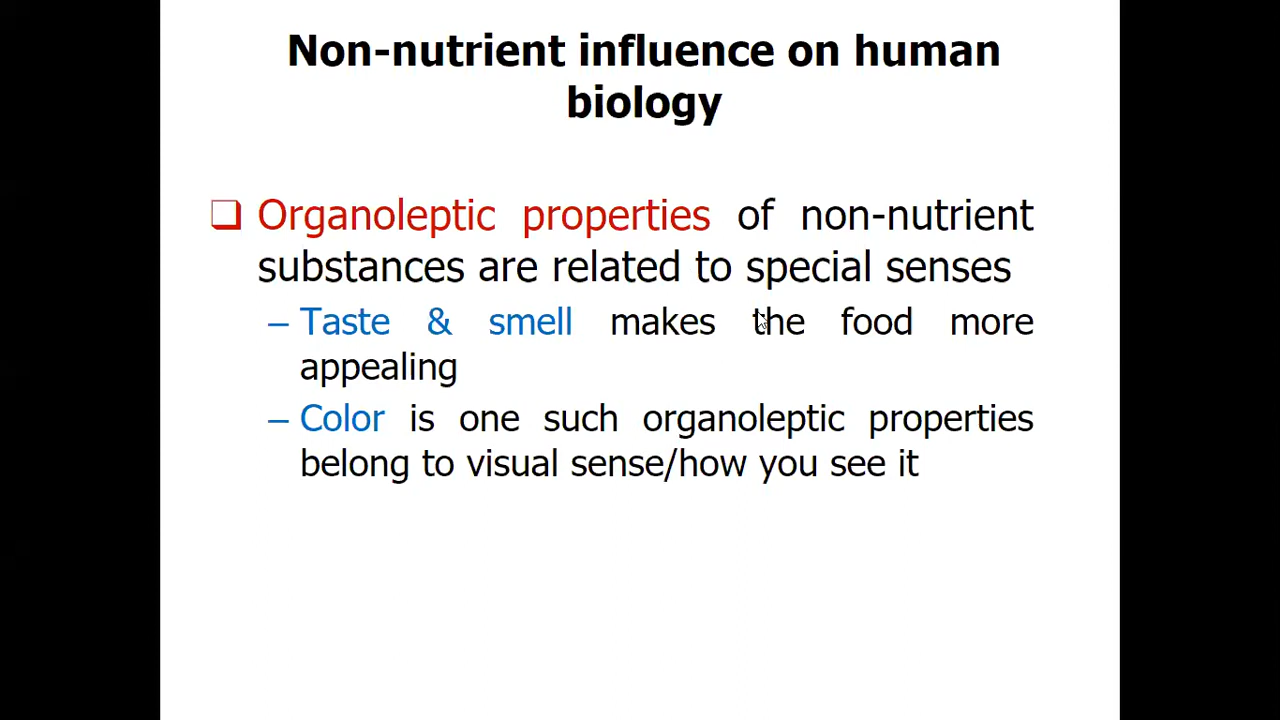 Non-nutrient influence on human
biology
❑ Organoleptic properties of non-nutrient
substances are related to special senses
– Taste & smell makes the food more
appealing
– Color is one such organoleptic properties
belong to visual sense/how you see it